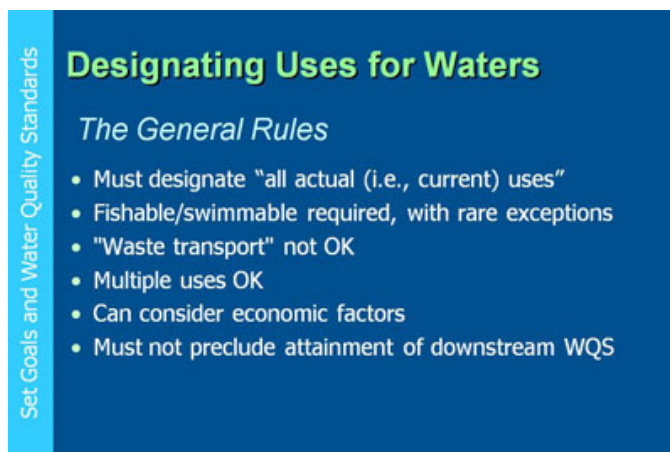 Set Goals and Water Quality Standards
Designating Uses for Waters
The General Rules
• Must designate “all actual (i.e., current) uses”
• Fishable/swimmable required, with rare exceptions
• "Waste transport" not OK
• Multiple uses OK
• Can consider economic factors
• Must not preclude attainment of downstream WQS